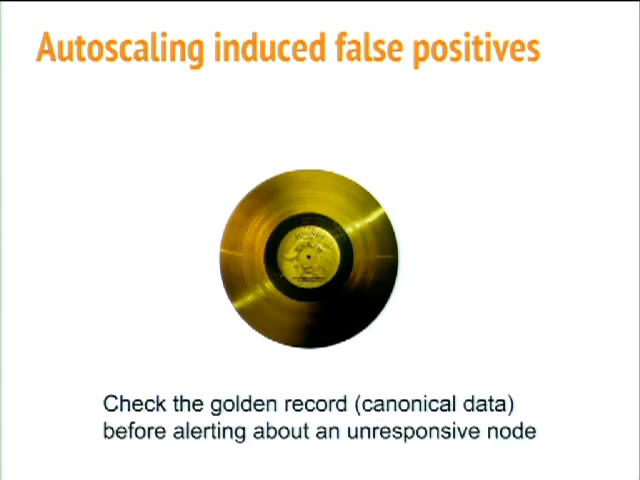 Autoscaling induced false positives
Check the golden record (canonical data)
before alerting about an unresponsive node